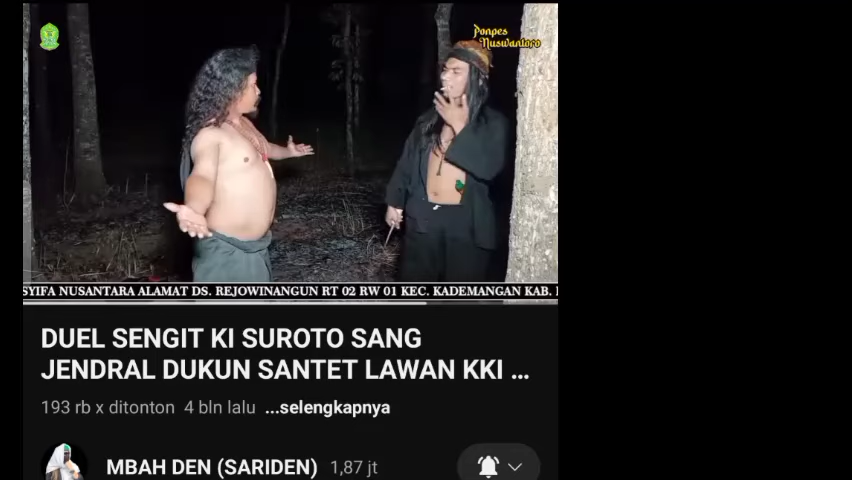 Ponpes
Nuswantoro
SYIFA NUSANTARA ALAMAT DS. REJOWINANGUN RT 02 RW 01 KEC. KADEMANGAN KAB.
DUEL SENGIT KI SUROTO SANG
JENDRAL DUKUN SANTET LAWAN KKI ...
193 rb x ditonton 4 bln lalu ...selengkapnya
MBAH DEN (SARIDEN) 1,87 jt